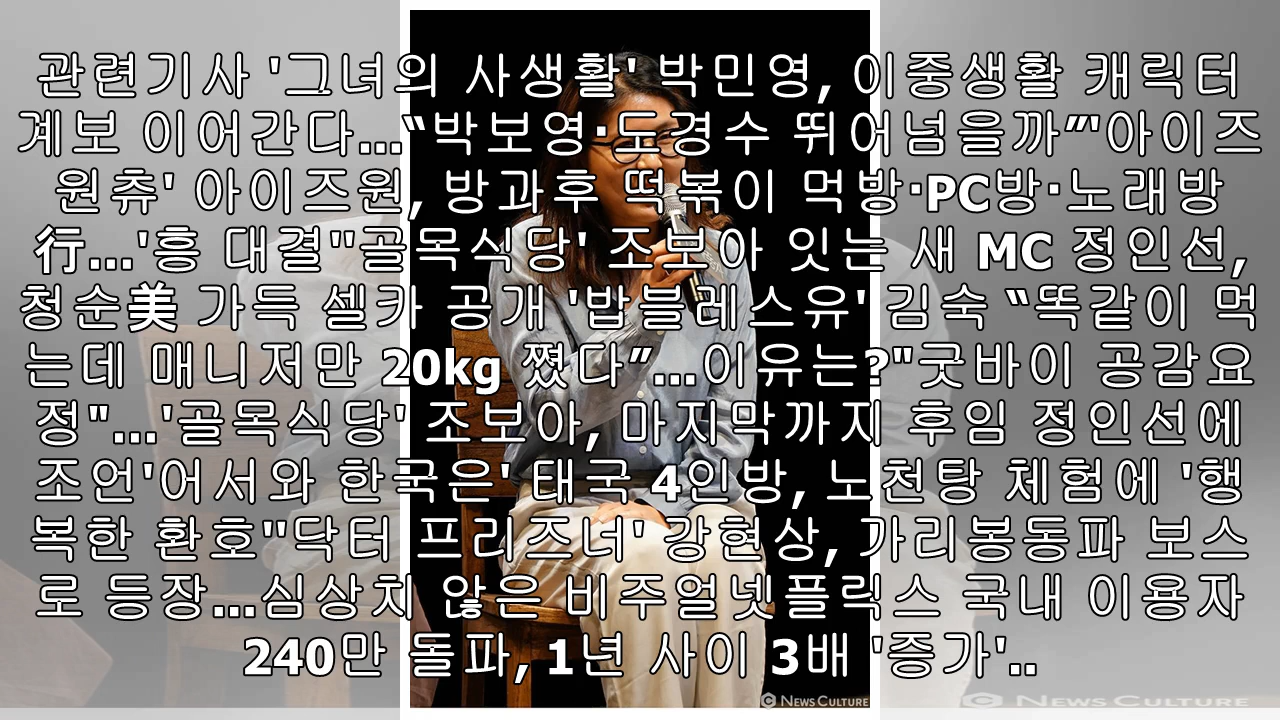 관련기사 '그녀의 사생활' 박민영, 이중생활 캐릭터
계보 이어간다...“박보영·도경수 뛰어넘을까”'아이즈
원츄' 아이즈원, 방과후 떡볶이 먹방·PC방·노래방
行...'흥 대결''골목식당' 조보아 잇는 새 MC 정인선,
청순美 가득 셀카 공개 '밥블레스유' 김숙 “똑같이 먹
는데 매니저만 20kg 쪘다”...이유는?"굿바이 공감요
정"... '골목식당' 조보아, 마지막까지 후임 정인선에
조언'어서와 한국은' 태국 4인방, 노천탕 체험에 '행
복한 환호''닥터 프리즈너' 강현상, 가리봉동파 보스
로 등장...심상치 않은 비주얼넷플릭스 국내 이용자
240만 돌파, 1년 사이 3배 '증가'..
NEWS CULTURE
NEWS CULTURE